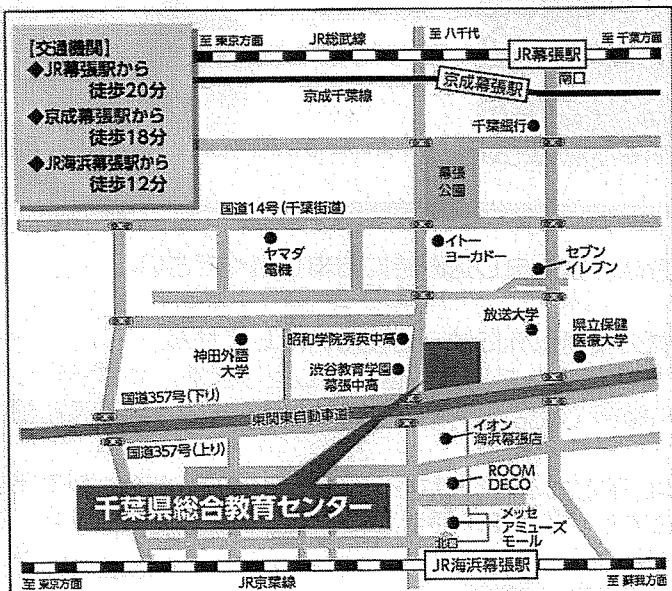 [交通機関]
◆JR幕張駅から
徒歩20分
◆京成幕張駅から
徒歩18分
◆JR海浜幕張駅から
徒歩12分
至 東京方面
JR総武線
至 八千代
JR幕張駅
至 千葉方面
南口
京成幕張駅
京成千葉線
千葉銀行
幕張
公園
国道14号(千葉街道)
ヤマダ
電機
イトー
ヨーカドー
セブン
イレブン
放送大学
県立保健
医療大学
昭和学院秀英中高
神田外語
大学
渋谷教育学園
幕張中高
国道357号(下り)
東関東自動車道
国道357号(上り)
イオン
海浜幕張店
ROOM
DECO
千葉県総合教育センター
メッセ
アミューズ
モール
北口
JR海浜幕張駅
至 東京方面
JR京葉線
至 蘇我方面